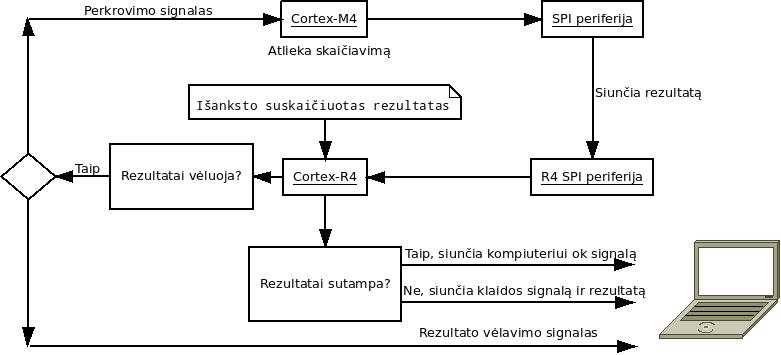 Perkrovimo signalas
Cortex-M4
SPI periferija
Atlieka skaičiavimą
Siunčia rezultatą
Išanksto suskaičiuotas rezultatas
Taip
Rezultatai vėluoja?
Cortex-R4
R4 SPI periferija
Rezultatai sutampa?
Taip, siunčia kompiuteriui ok signalą
Ne, siunčia klaidos signalą ir rezultatą
Rezultato vėlavimo signalas